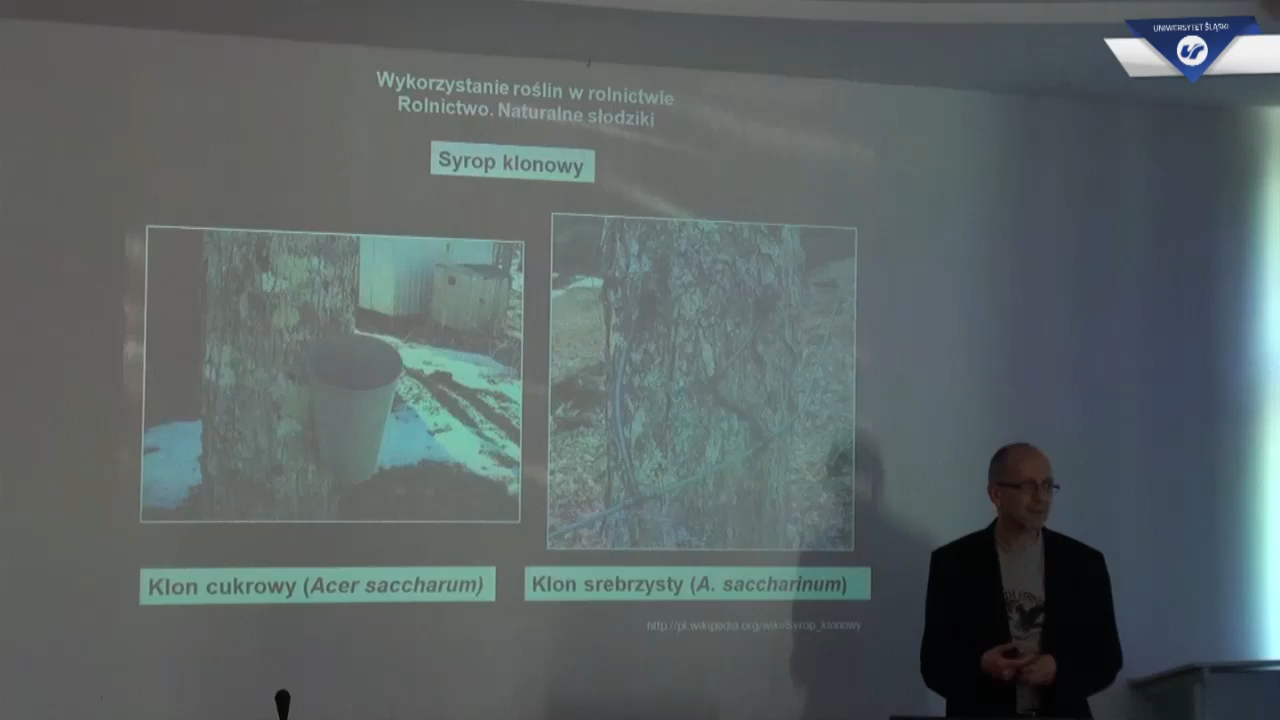 UNIWERSYTET ŚLĄSKI
Wykorzystanie roślin w rolnictwie
Rolnictwo. Naturalne słodziki
Syrop klonowy
Klon cukrowy (Acer saccharum)
Klon srebrzysty (A. saccharinum)
http://pl.wikipedia.org/wiki/Syrop_klonowy